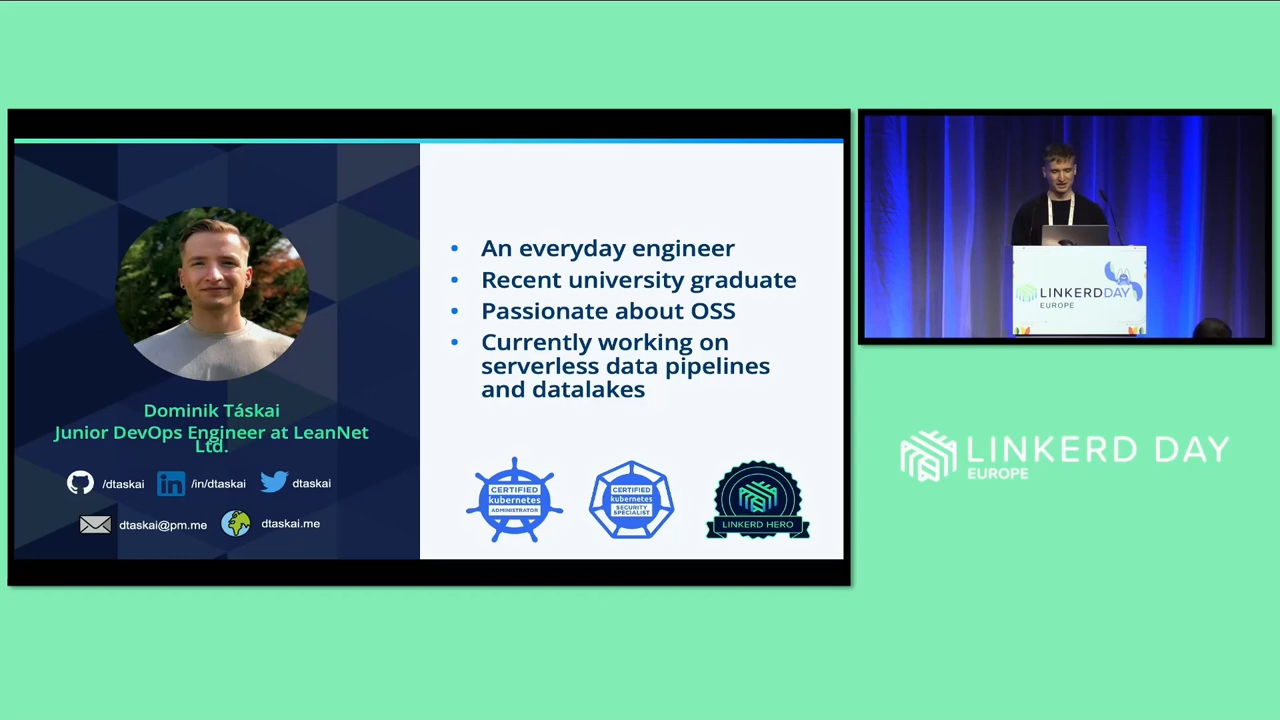 Dominik Táskai
Junior DevOps Engineer at LeanNet
Ltd.
/dtaskai
/in/dtaskai
dtaskai
dtaskai@pm.me
dtaskai.me
An everyday engineer
Recent university graduate
Passionate about OSS
Currently working on
serverless data pipelines
and datalakes
CERTIFIED
kubernetes
ADMINISTRATOR
CERTIFIED
kubernetes
SECURITY
SPECIALIST
LINKERD HERO
LINKERDDAY
EUROPE
LINKERD DAY
EUROPE